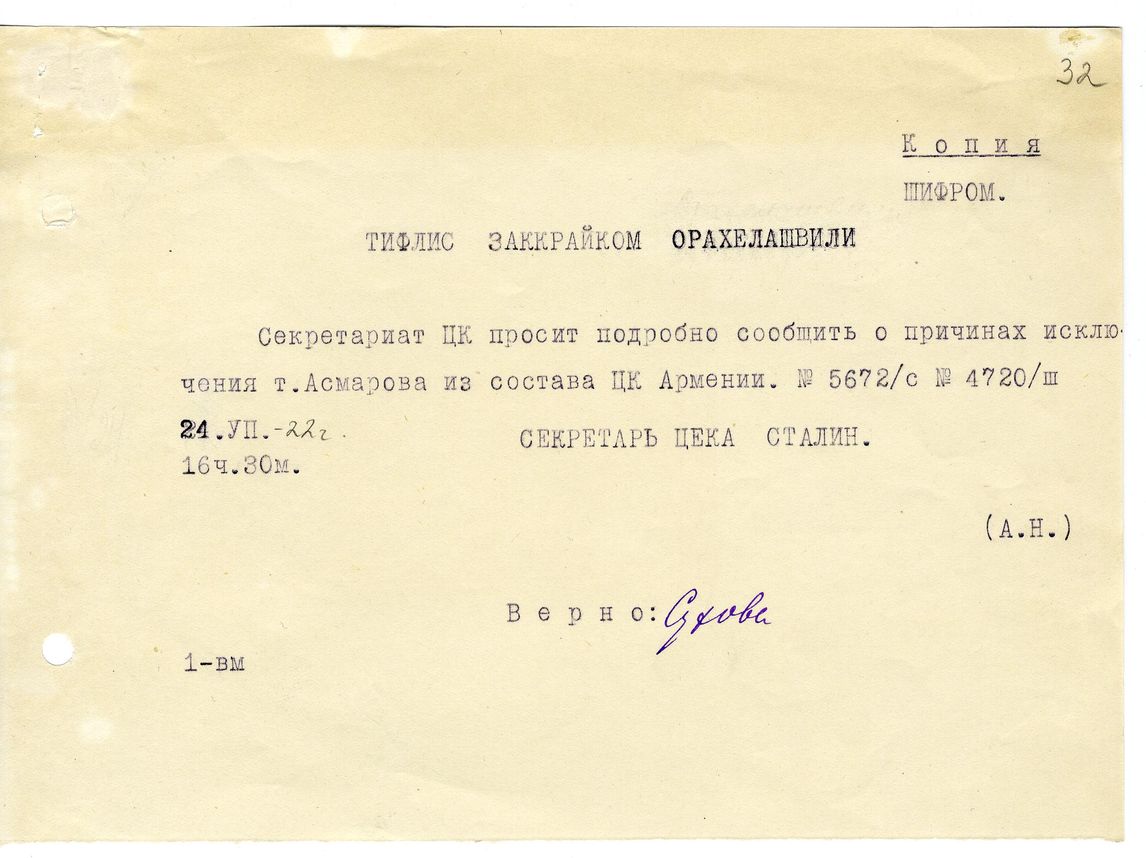 32
Копия
ШИФРОМ.
ТИФЛИС ЗАККРАЙКОМ ОРАХЕЛАШВИЛИ
Секретариат ЦК просит подробно сообщить о причинах исклю-
чения т.Асмарова из состава ЦК Армении. № 5672/с № 4720/ш
24.УП.-22г.
СЕКРЕТАРЬ ЦЕКА СТАЛИН.
16ч.30м.
(А.Н.)
Верно: Сухова
1-вм